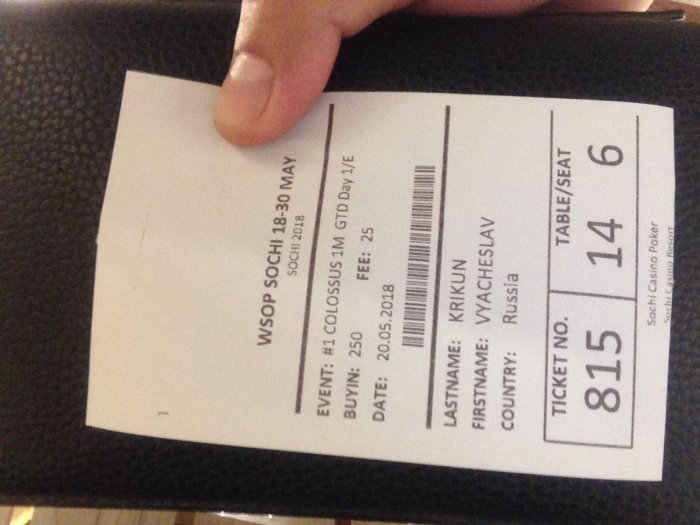 WSOP SOCHI 18-30 MAY
SOCHI 2018
EVENT: #1 COLOSSUS 1M GTD Day 1/E
BUYIN: 250 FEE: 25
DATE: 20.05.2018
LASTNAME: KRIKUN
FIRSTNAME: VYACHESLAV
COUNTRY: Russia
TICKET NO. TABLE/SEAT
815 14 6
Sochi Casino Poker
Sochi Casino Resort